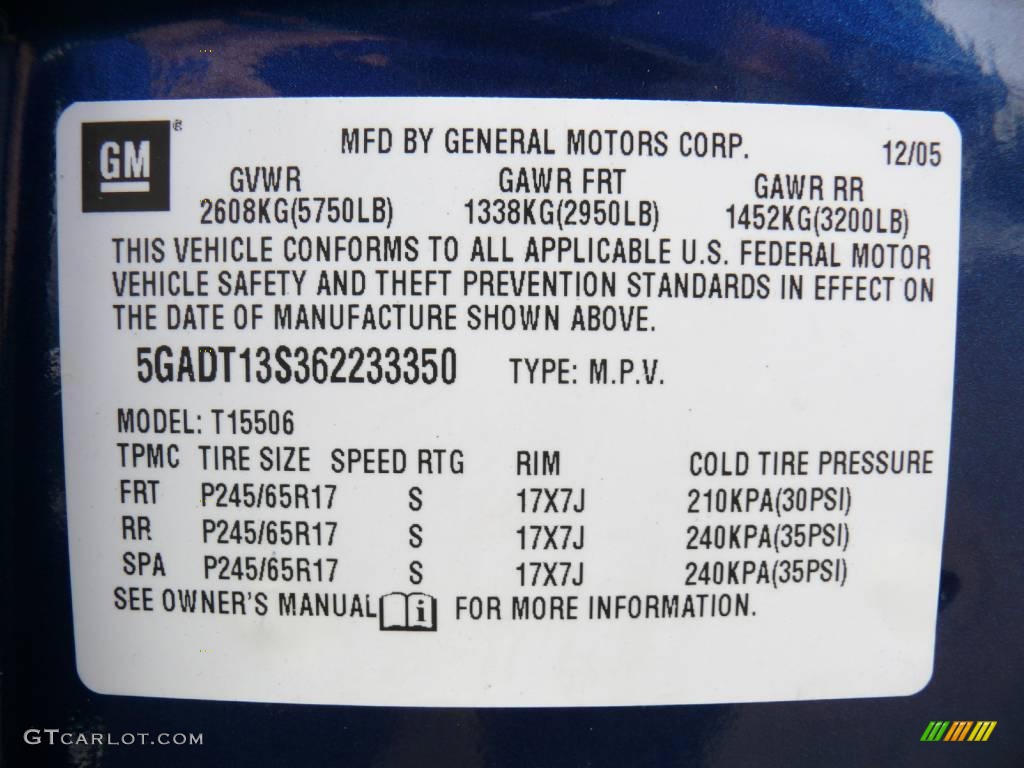 GM® MFD BY GENERAL MOTORS CORP. 12/05
GVWR GAWR FRT GAWR RR
2608KG(5750LB) 1338KG(2950LB) 1452KG(3200LB)
THIS VEHICLE CONFORMS TO ALL APPLICABLE U.S. FEDERAL MOTOR
VEHICLE SAFETY AND THEFT PREVENTION STANDARDS IN EFFECT ON
THE DATE OF MANUFACTURE SHOWN ABOVE.
5GADT13S362233350 TYPE: M.P.V.
MODEL: T15506
TPMC TIRE SIZE SPEED RTG RIM COLD TIRE PRESSURE
FRT P245/65R17 S 17X7J 210KPA(30PSI)
RR P245/65R17 S 17X7J 240KPA(35PSI)
SPA P245/65R17 S 17X7J 240KPA(35PSI)
SEE OWNER'S MANUAL i FOR MORE INFORMATION.
GTCARLOT.COM